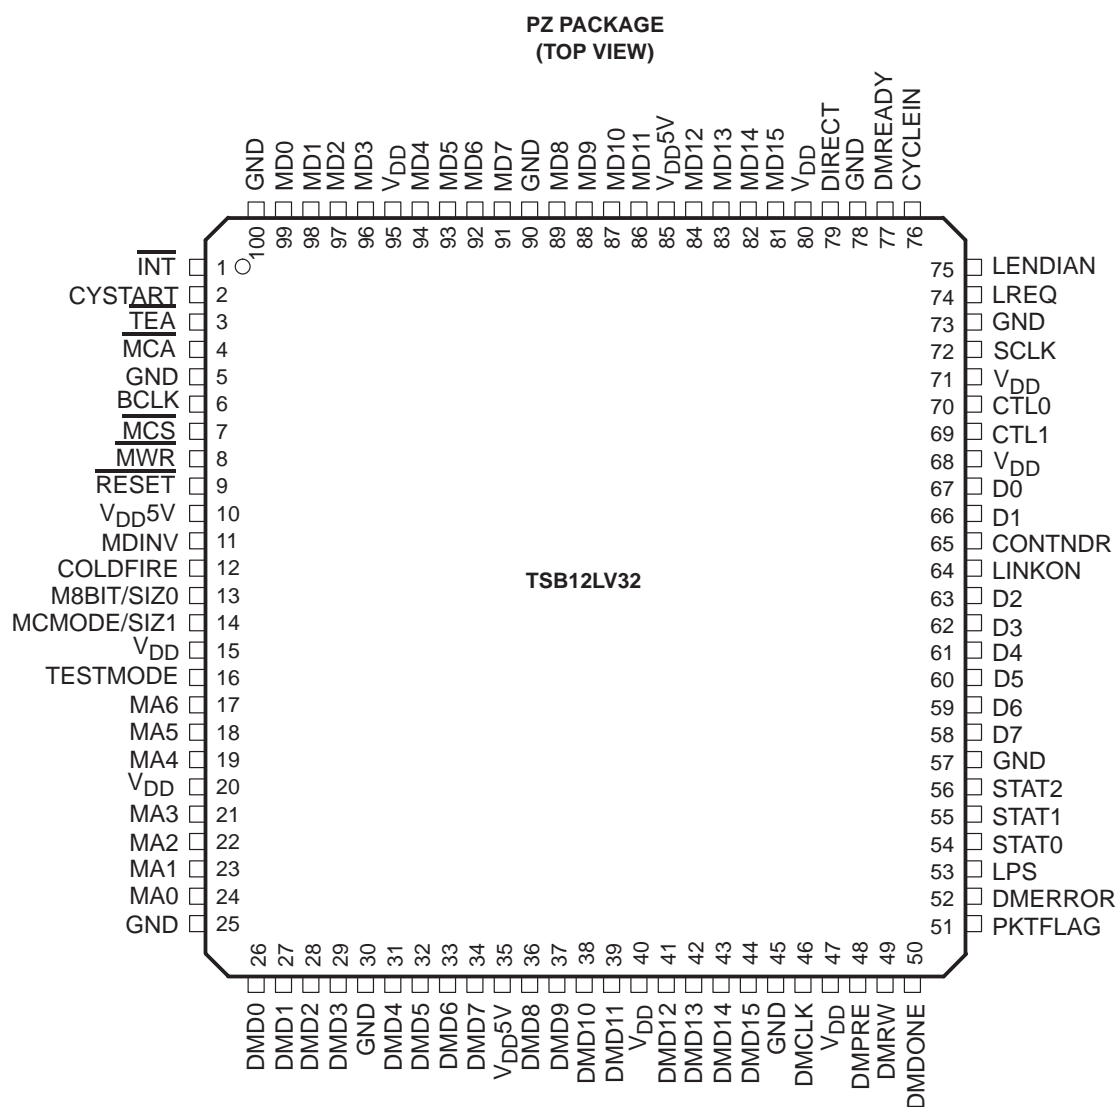 PZ PACKAGE
(TOP VIEW)
GND
MD0
MD1
MD2
MD3
VDD
MD4
MD5
MD6
MD7
GND
MD8
MD9
MD10
MD11
VDD5V
MD12
MD13
MD14
MD15
VDD
DIRECT
GND
DMREADY
CYCLEIN
100
99
98
97
96
95
94
93
92
91
90
89
88
87
86
85
84
83
82
81
80
79
78
77
76
INT 1
CYSTART 2
TEA 3
MCA 4
GND 5
BCLK 6
MCS 7
MWR 8
RESET 9
VDD5V 10
MDINV 11
COLDFIRE 12
M8BIT/SIZ0 13
MCMODE/SIZ1 14
VDD 15
TESTMODE 16
MA6 17
MA5 18
MA4 19
VDD 20
MA3 21
MA2 22
MA1 23
MA0 24
GND 25
TSB12LV32
75 LENDIAN
74 LREQ
73 GND
72 SCLK
71 VDD
70 CTL0
69 CTL1
68 VDD
67 D0
66 D1
65 CONTNDR
64 LINKON
63 D2
62 D3
61 D4
60 D5
59 D6
58 D7
57 GND
56 STAT2
55 STAT1
54 STAT0
53 LPS
52 DMERROR
51 PKTFLAG
26
27
28
29
30
31
32
33
34
35
36
37
38
39
40
41
42
43
44
45
46
47
48
49
50
DMD0
DMD1
DMD2
DMD3
GND
DMD4
DMD5
DMD6
DMD7
VDD5V
DMD8
DMD9
DMD10
DMD11
VDD
DMD12
DMD13
DMD14
DMD15
GND
DMCLK
VDD
DMPRE
DMRW
DMDONE